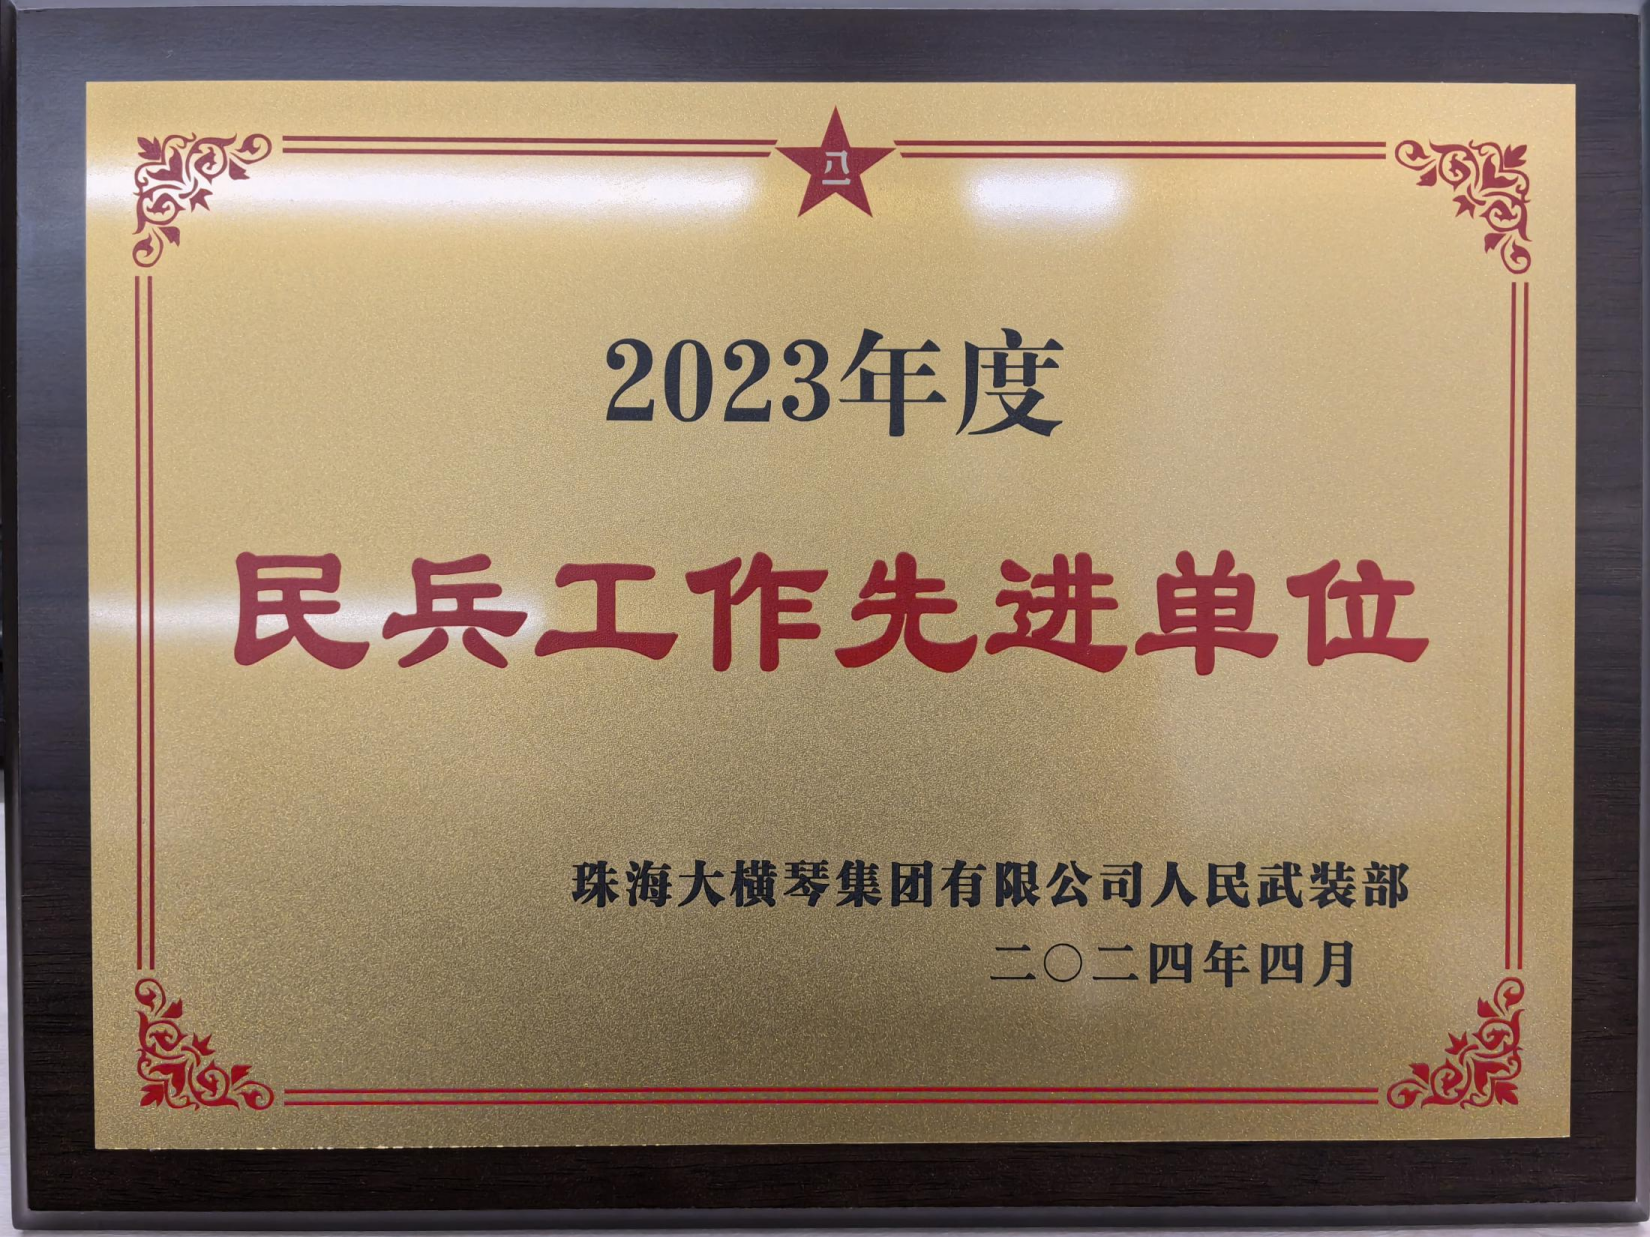 八一
2023年度
民兵工作先进单位
珠海大横琴集团有限公司人民武装部
二〇二四年四月